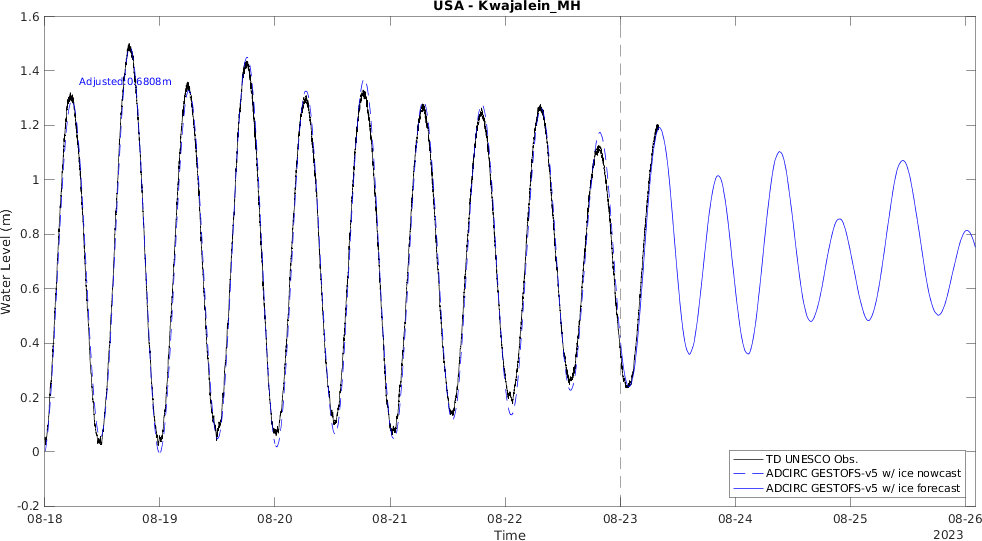 USA - Kwajalein_MH
1.6
1.4
1.2
1
0.8
0.6
0.4
0.2
0
-0.2
Water Level (m)
Adjusted:0.6808m
TD UNESCO Obs.
ADCIRC GESTOFS-v5 w/ ice nowcast
ADCIRC GESTOFS-v5 w/ ice forecast
08-18 08-19 08-20 08-21 08-22 08-23 08-24 08-25 08-26
Time
2023